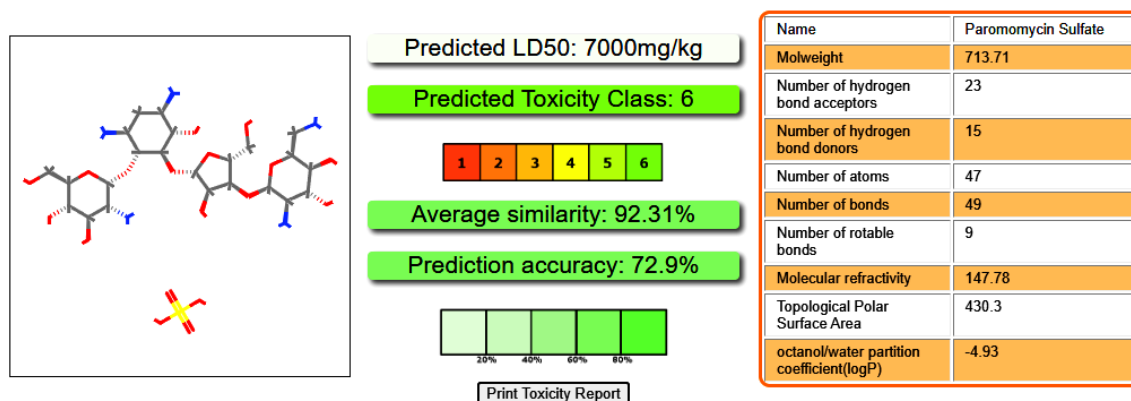 Predicted LD50: 7000mg/kg
Predicted Toxicity Class: 6
1 2 3 4 5 6
Average similarity: 92.31%
Prediction accuracy: 72.9%
20% 40% 60% 80%
Print Toxicity Report
Name Paromomycin Sulfate
Molweight 713.71
Number of hydrogen
bond acceptors 23
Number of hydrogen
bond donors 15
Number of atoms 47
Number of bonds 49
Number of rotable
bonds 9
Molecular refractivity 147.78
Topological Polar
Surface Area 430.3
octanol/water partition
coefficient(logP) -4.93